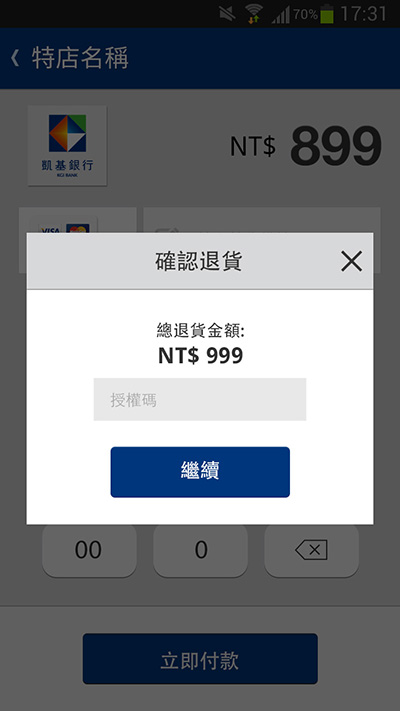 70% 17:31
特店名稱
凱基銀行
KGI BANK
NT$ 899
VISA
確認退貨
總退貨金額:
NT$ 999
授權碼
繼續
00 0
立即付款